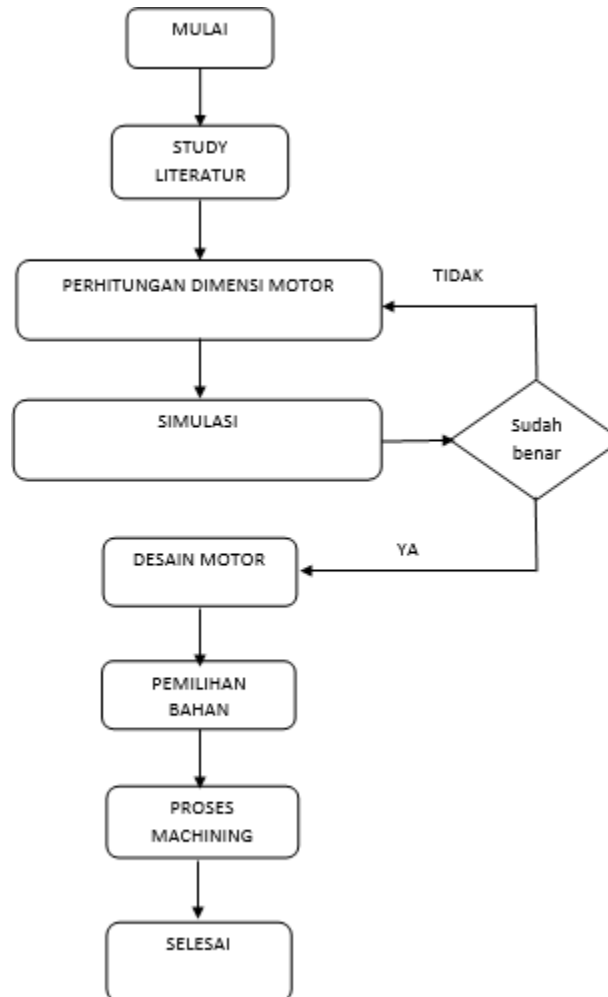 MULAI
STUDY
LITERATUR
PERHITUNGAN DIMENSI MOTOR
TIDAK
SIMULASI
Sudah
benar
YA
DESAIN MOTOR
PEMILIHAN
BAHAN
PROSES
MACHINING
SELESAI